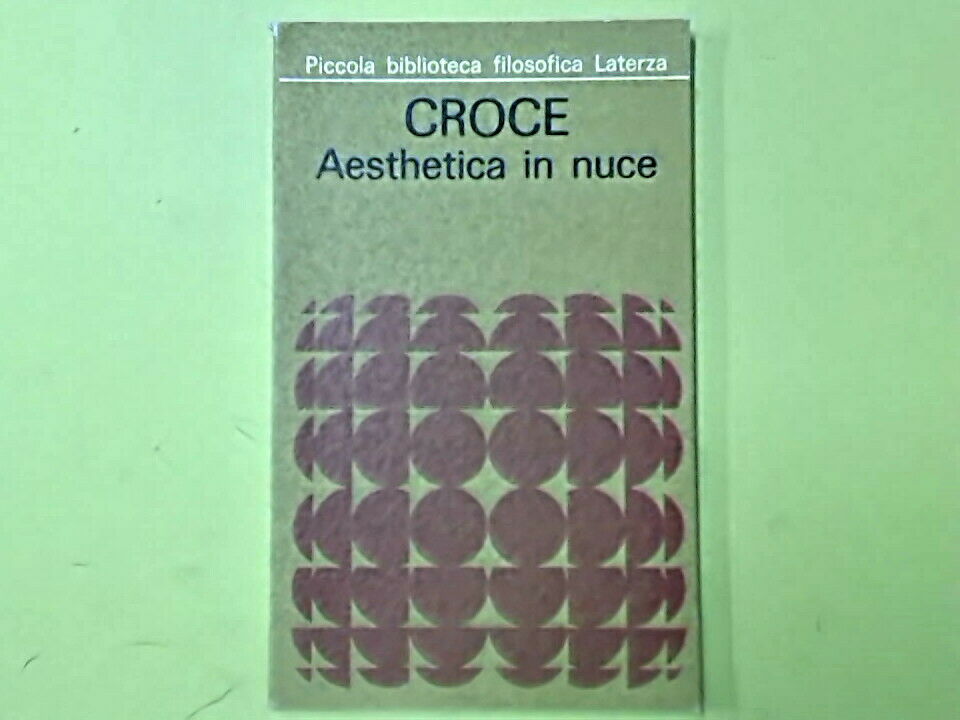 Piccola biblioteca filosofica Laterza
CROCE
Aesthetica in nuce